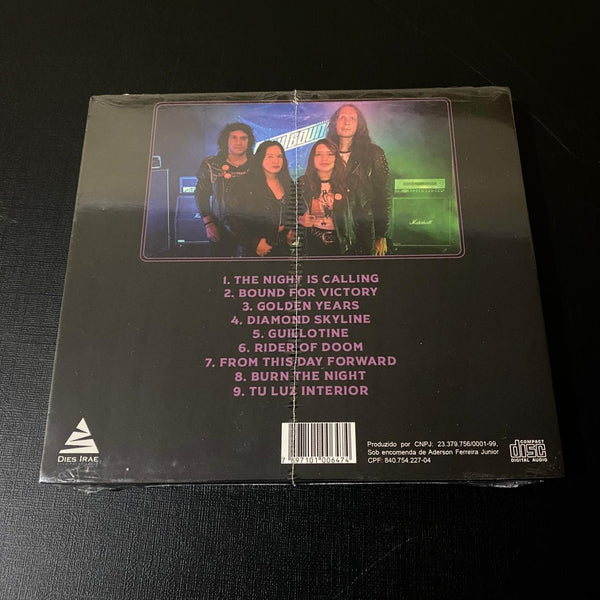 Marshall
1. THE NIGHT IS CALLING
2. BOUND FOR VICTORY
3. GOLDEN YEARS
4. DIAMOND SKYLINE
5. GUILLOTINE
6. RIDER OF DOOM
7. FROM THIS DAY FORWARD
8. BURN THE NIGHT
9. TU LUZ INTERIOR
DIES IRAE
7 897101 006474
Produzido por CNPJ: 23.379.756/0001-99,
Sob encomenda de Aderson Ferreira Junior
CPF: 840.754.227-04
COMPACT
disc
DIGITAL AUDIO